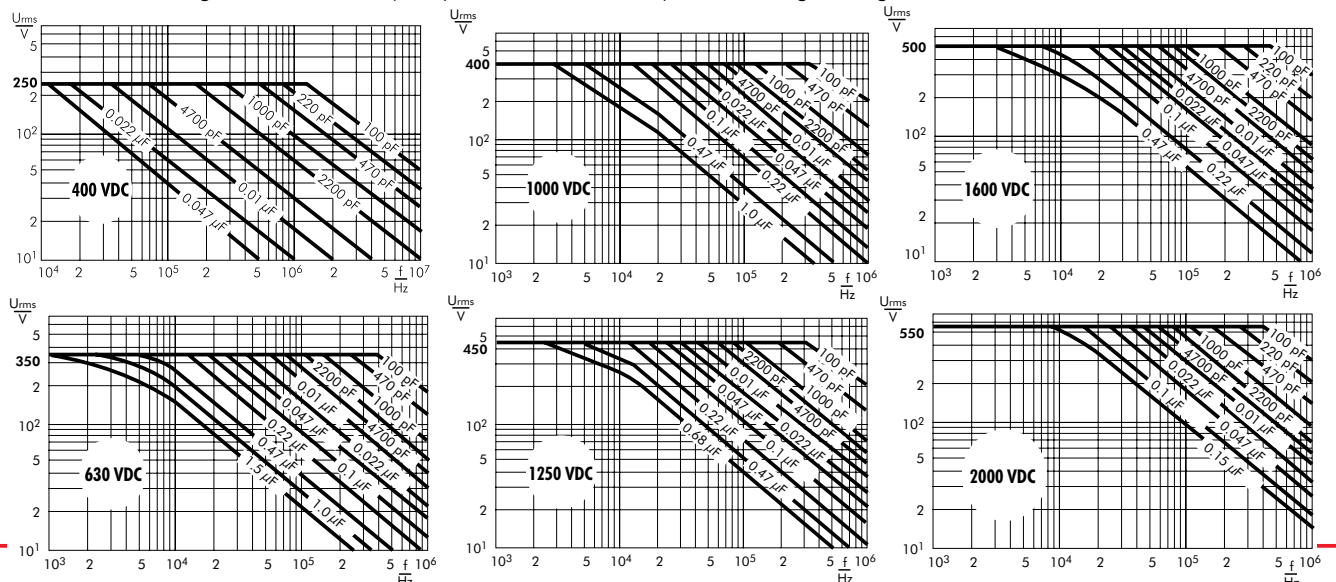 Urms
V
5
250
2
10²
5
2
10¹
0.022 µF
4700 pF
1000 pF
220 pF
100 pF
470 pF
2200 pF
0.01 µF
0.047 µF
400 VDC
10⁴ 2 5 10⁵ 2 5 10⁶ 2 5 f 10⁷
Hz
Urms
V
5
400
2
10²
5
2
10¹
0.47 µF
0.1 µF
0.022 µF
4700 pF
1000 pF
100 pF
470 pF
2200 pF
0.01 µF
0.047 µF
0.22 µF
1.0 µF
1000 VDC
10³ 2 5 10⁴ 2 5 10⁵ 2 5 f 10⁶
Hz
Urms
V
500
2
10²
5
2
10¹
0.47 µF
0.1 µF
0.022 µF
4700 pF
1000 pF
220 pF
100 pF
470 pF
2200 pF
0.01 µF
0.047 µF
0.22 µF
1600 VDC
10³ 2 5 10⁴ 2 5 10⁵ 2 5 f 10⁶
Hz
Urms
V
5
350
2
10²
5
2
10¹
1.5 µF
0.47 µF
0.22 µF
0.047 µF
0.01 µF
2200 pF
470 pF
100 pF
1000 pF
4700 pF
0.022 µF
0.1 µF
1.0 µF
630 VDC
10³ 2 5 10⁴ 2 5 10⁵ 2 5 f 10⁶
Hz
Urms
V
5
450
2
10²
5
2
10¹
0.68 µF
0.22 µF
0.047 µF
0.01 µF
2200 pF
470 pF
100 pF
1000 pF
4700 pF
0.022 µF
0.1 µF
0.47 µF
1250 VDC
10³ 2 5 10⁴ 2 5 10⁵ 2 5 f 10⁶
Hz
Urms
V
550
2
10²
5
2
10¹
0.1 µF
0.022 µF
4700 pF
1000 pF
220 pF
100 pF
470 pF
2200 pF
0.01 µF
0.047 µF
0.15 µF
2000 VDC
10³ 2 5 10⁴ 2 5 10⁵ 2 5 f 10⁶
Hz